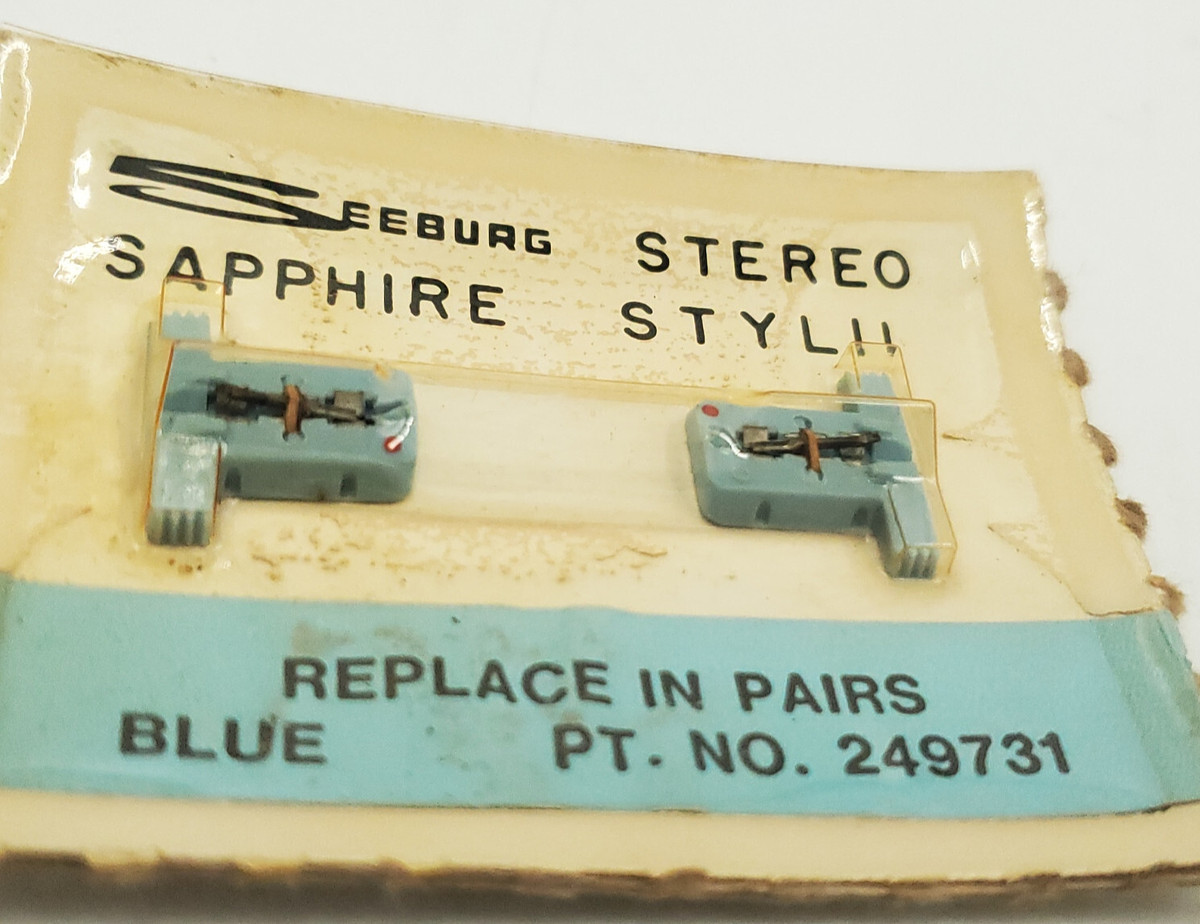 SEEBURG STEREO
SAPPHIRE STYLII
REPLACE IN PAIRS
BLUE PT. NO. 249731